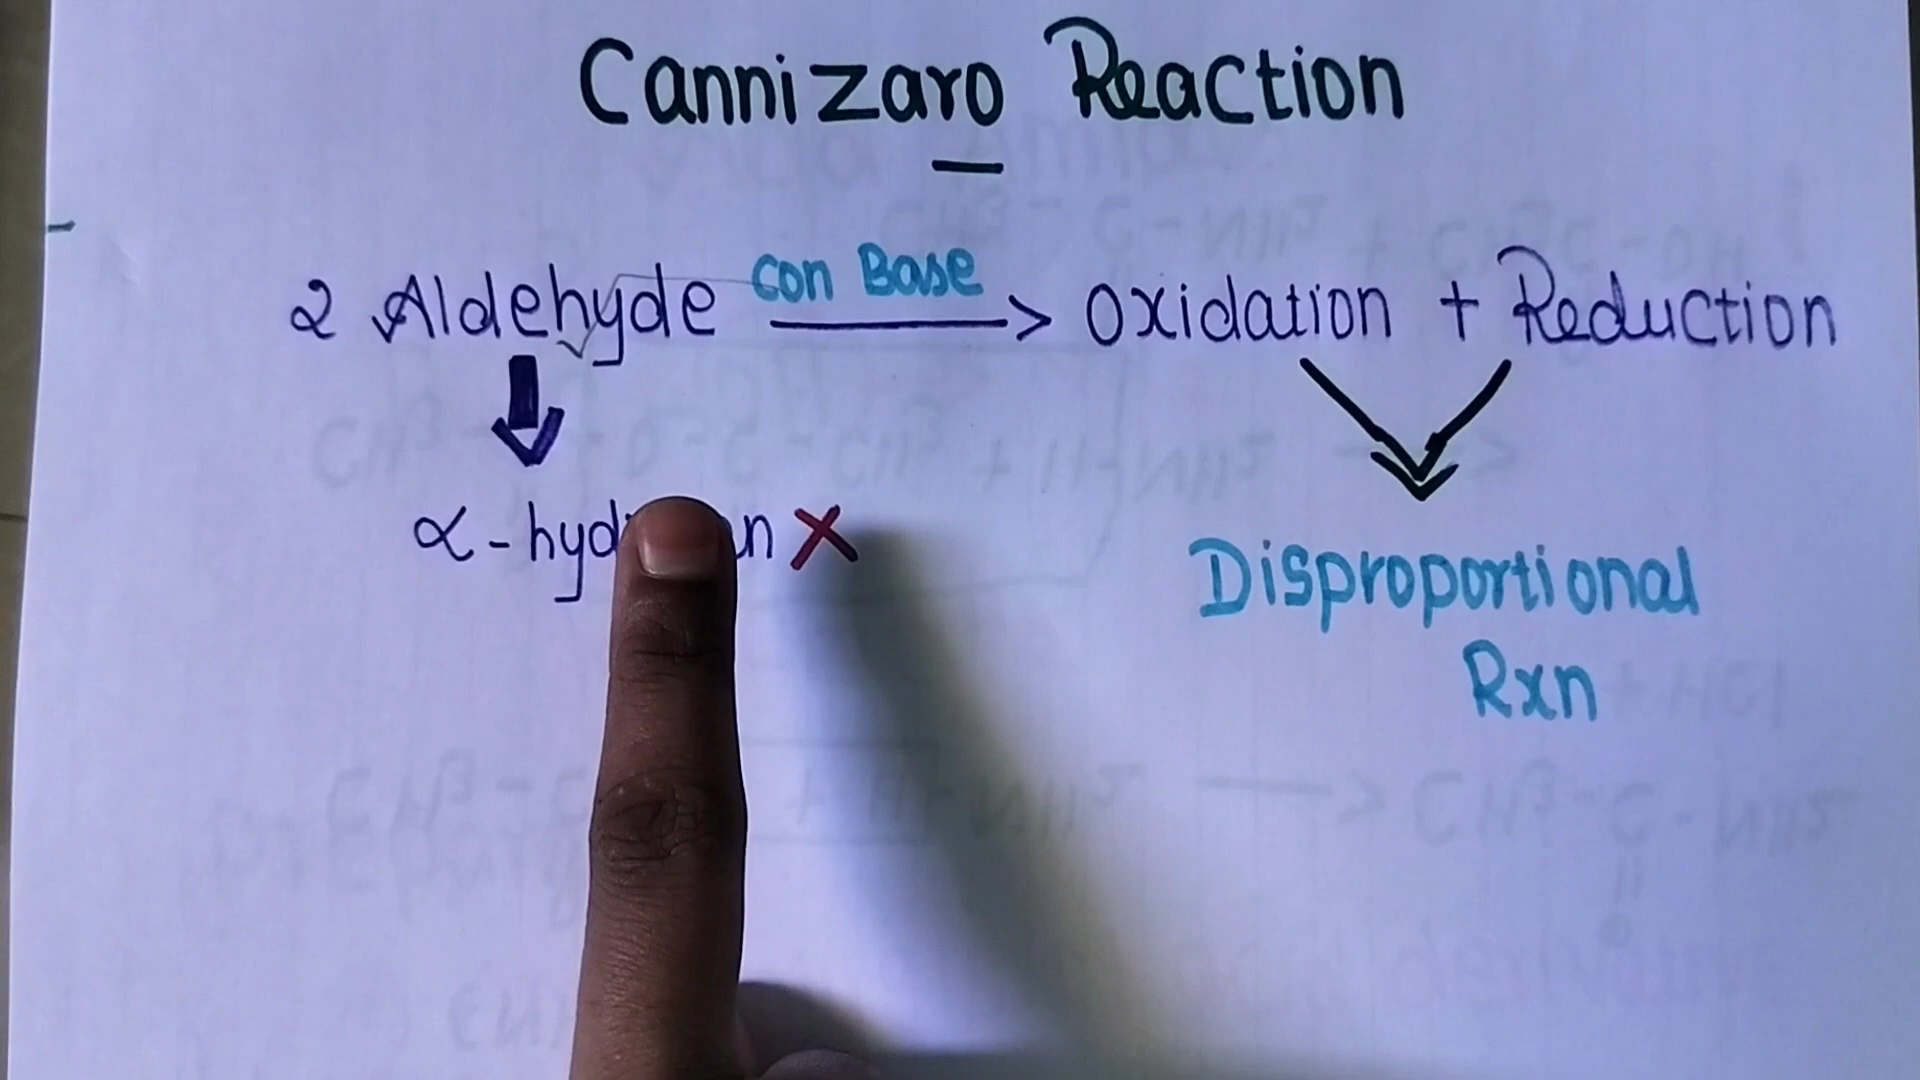 Cannizaro Reaction
2 Aldehyde con Base > Oxidation + Reduction
α-hyd n X
Disproportional
Rxn